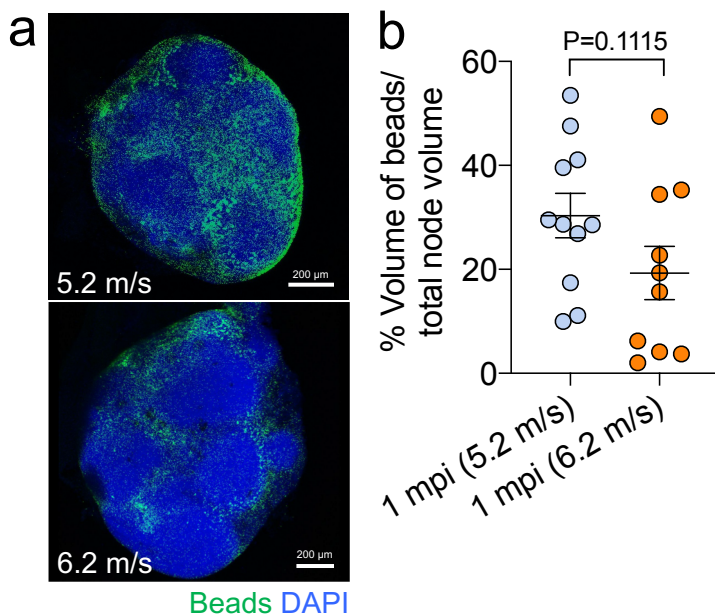 a
5.2 m/s
200 µm
6.2 m/s
200 µm
Beads DAPI
b
P=0.1115
% Volume of beads/
total node volume
60
40
20
0
1 mpi (5.2 m/s)
1 mpi (6.2 m/s)